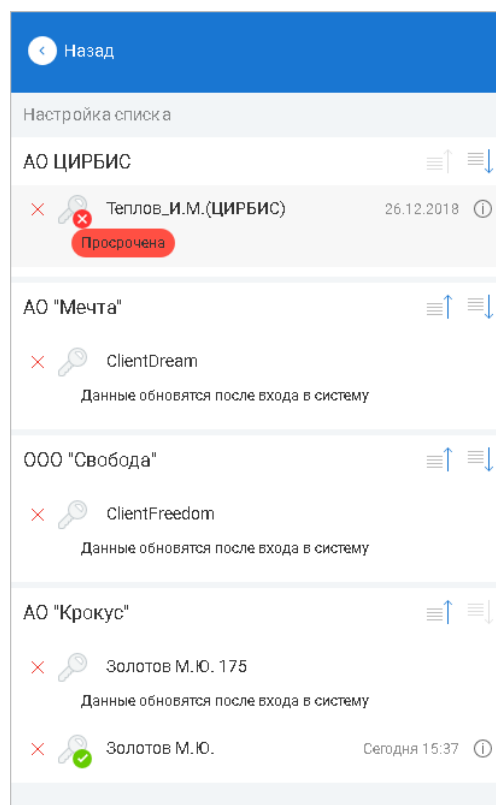 Назад
Настройка списка
АО ЦИРБИС
Теплов_И.М.(ЦИРБИС) 26.12.2018
Просрочена
АО "Мечта"
ClientDream
Данные обновятся после входа в систему
ООО "Свобода"
ClientFreedom
Данные обновятся после входа в систему
АО "Крокус"
Золотов М.Ю. 175
Данные обновятся после входа в систему
Золотов М.Ю. Сегодня 15:37